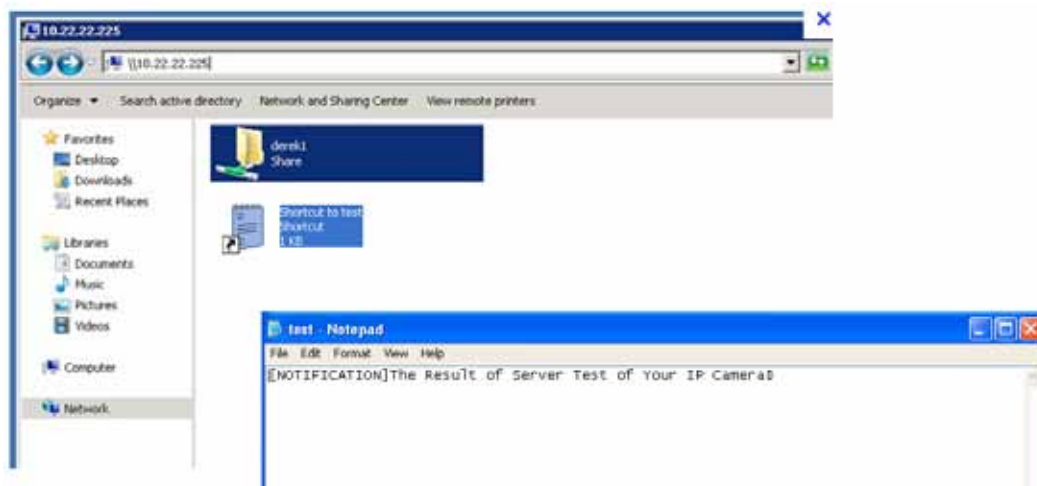 10.22.22.225
\\10.22.22.225
Organize Search active directory Network and Sharing Center View remote printers
Favorites
Desktop
Downloads
Recent Places
Libraries
Documents
Music
Pictures
Videos
Computer
Network
derek1
Share
Shortcut to test
Shortcut
1 KB
test - Notepad
File Edit Format View Help
[NOTIFICATION]The Result of Server Test of Your IP Camera